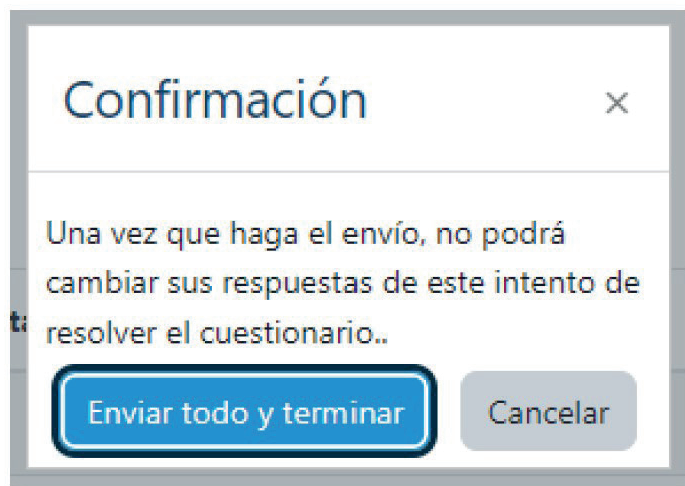 Confirmación
×
Una vez que haga el envío, no podrá
cambiar sus respuestas de este intento de
resolver el cuestionario..
Enviar todo y terminar
Cancelar